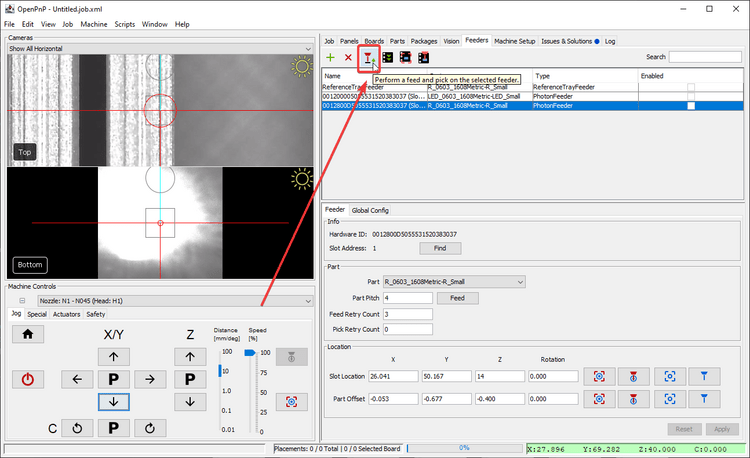 OpenPnP - Untitled.job.xml
File Edit View Job Machine Scripts Window Help
Cameras
Show All Horizontal
Top
Bottom
Machine Controls
Nozzle: N1 - N045 (Head: H1)
Jog Special Actuators Safety
X/Y Z
Distance [mm/deg]
Speed [%]
100 100
10 75
1.0 50
0.1 25
0.01 0
P P
C P
Job Panels Boards Parts Packages Vision Feeders Machine Setup Issues & Solutions Log
Search
Perform a feed and pick on the selected feeder.
Name Type Enabled
ReferenceTrayFeeder R_0603_1608Metric-R_Small ReferenceTrayFeeder
0012000D5055531520383037 (Slo... LED_0603_1608Metric-LED_Small PhotonFeeder
0012800D5055531520383037 (Slo... R_0603_1608Metric-R_Small PhotonFeeder
Feeder Global Config
Info
Hardware ID: 0012800D5055531520383037
Slot Address: 1 Find
Part
Part R_0603_1608Metric-R_Small
Part Pitch 4 Feed
Feed Retry Count 3
Pick Retry Count 0
Location
X Y Z Rotation
Slot Location 26.041 50.167 14 0.000
Part Offset -0.053 -0.677 -0.400 0.000
Reset Apply
Placements: 0 / 0 Total | 0 / 0 Selected Board 0% X:27.896 Y:69.282 Z:40.000 C:0.000